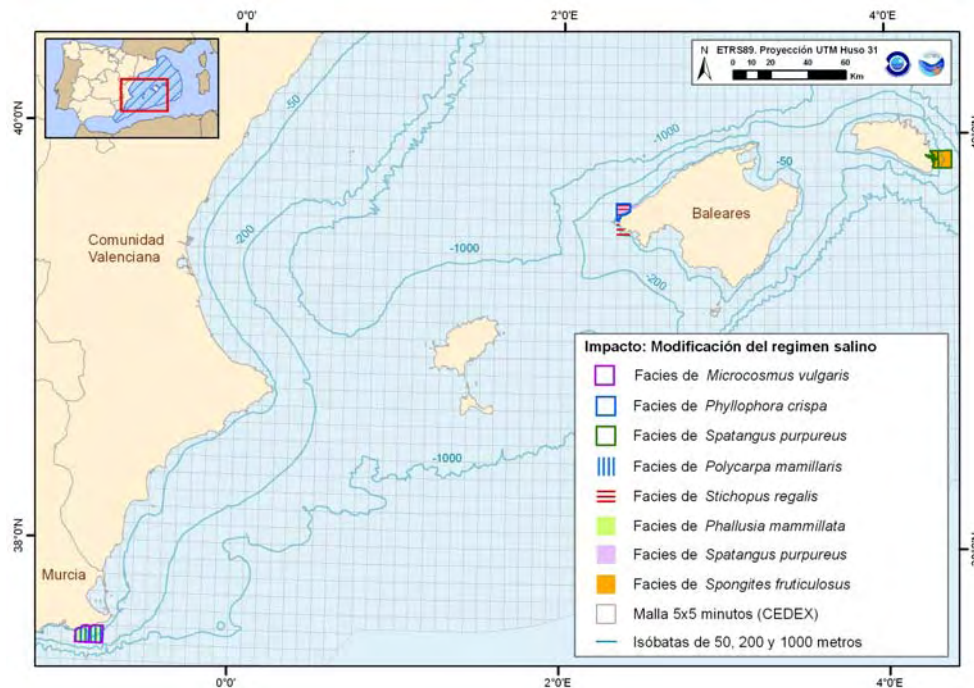 0°0'
2°0'E
4°0'E
N
ETRS89. Proyección UTM Huso 31
0 10 20 40 60
Km
40°0'N
-50
-1000
-50
-200
Comunidad
Valenciana
Baleares
-1000
-200
Impacto: Modificación del regimen salino
Facies de Microcosmus vulgaris
Facies de Phyllophora crispa
Facies de Spatangus purpureus
Facies de Polycarpa mamillaris
Facies de Stichopus regalis
Facies de Phallusia mammillata
Facies de Spatangus purpureus
Facies de Spongites fruticulosus
Malla 5x5 minutos (CEDEX)
Isóbatas de 50, 200 y 1000 metros
-1000
38°0'N
Murcia
0°0'
2°0'E
4°0'E